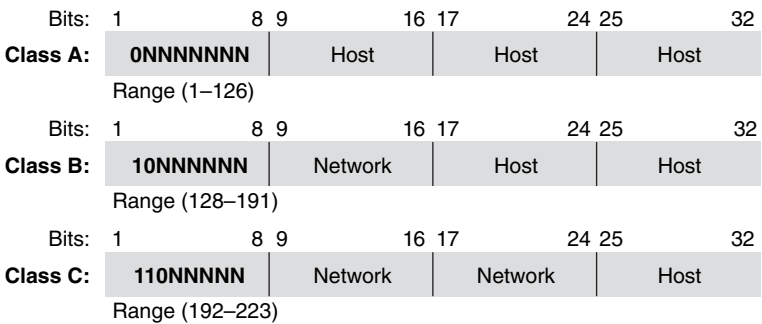 Bits: 1 8 9 16 17 24 25 32
Class A: 0NNNNNNN Host Host Host
Range (1–126)
Bits: 1 8 9 16 17 24 25 32
Class B: 10NNNNNN Network Host Host
Range (128–191)
Bits: 1 8 9 16 17 24 25 32
Class C: 110NNNNN Network Network Host
Range (192–223)